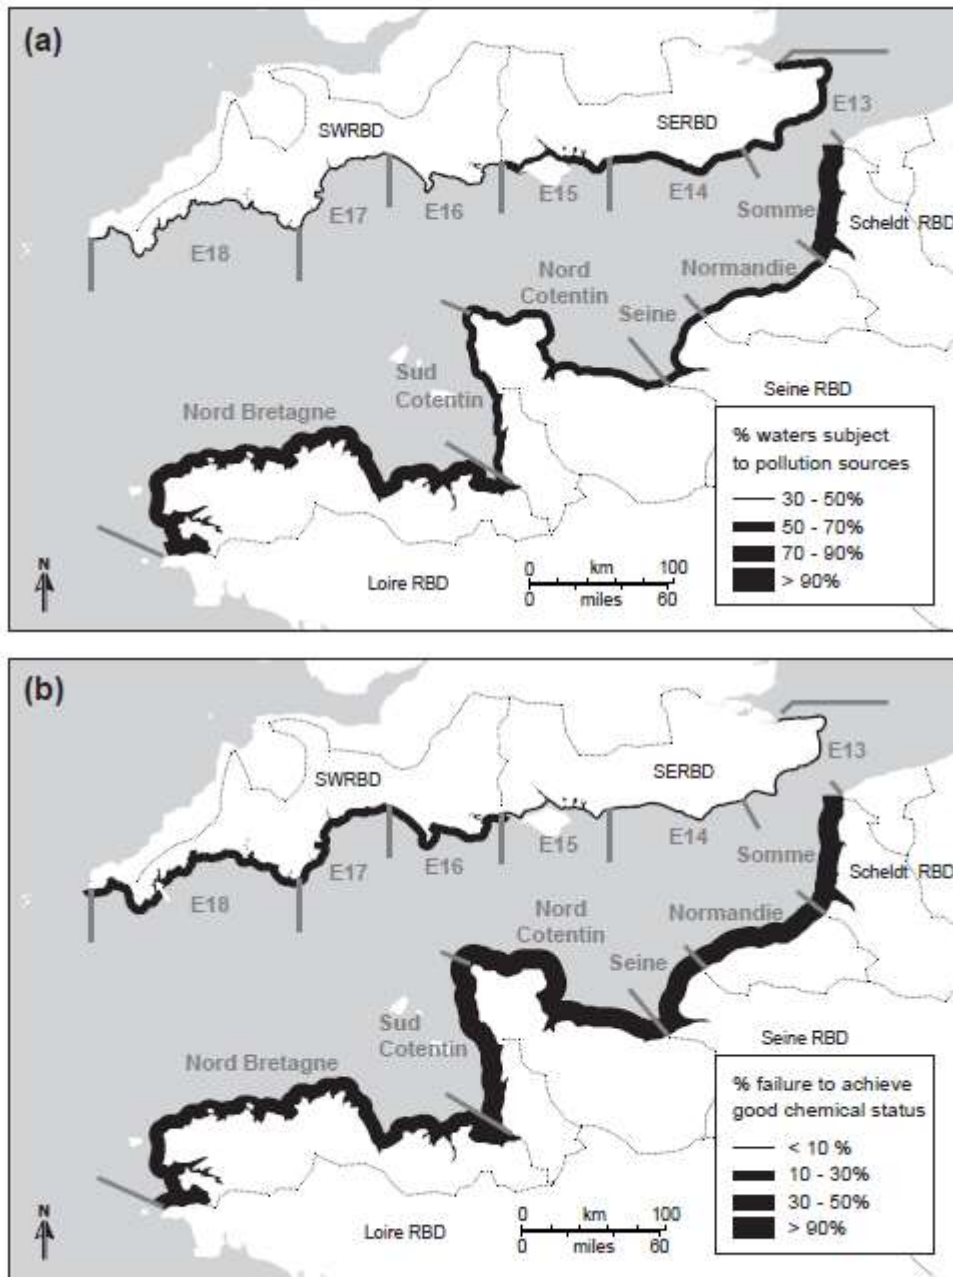 (a)
E13
SWRBD
SERBD
E17
E16
E15
E14
E18
Somme
Scheldt RBD
Nord
Cotentin
Normandie
Seine
Sud
Cotentin
Nord Bretagne
Seine RBD
% waters subject
to pollution sources
30 - 50%
50 - 70%
70 - 90%
> 90%
N
0 km 100
0 miles 60
Loire RBD
(b)
E13
SWRBD
SERBD
E17
E16
E15
E14
E18
Somme
Scheldt RBD
Nord
Cotentin
Normandie
Seine
Sud
Cotentin
Nord Bretagne
Seine RBD
% failure to achieve
good chemical status
< 10 %
10 - 30%
30 - 50%
> 90%
N
0 km 100
0 miles 60
Loire RBD